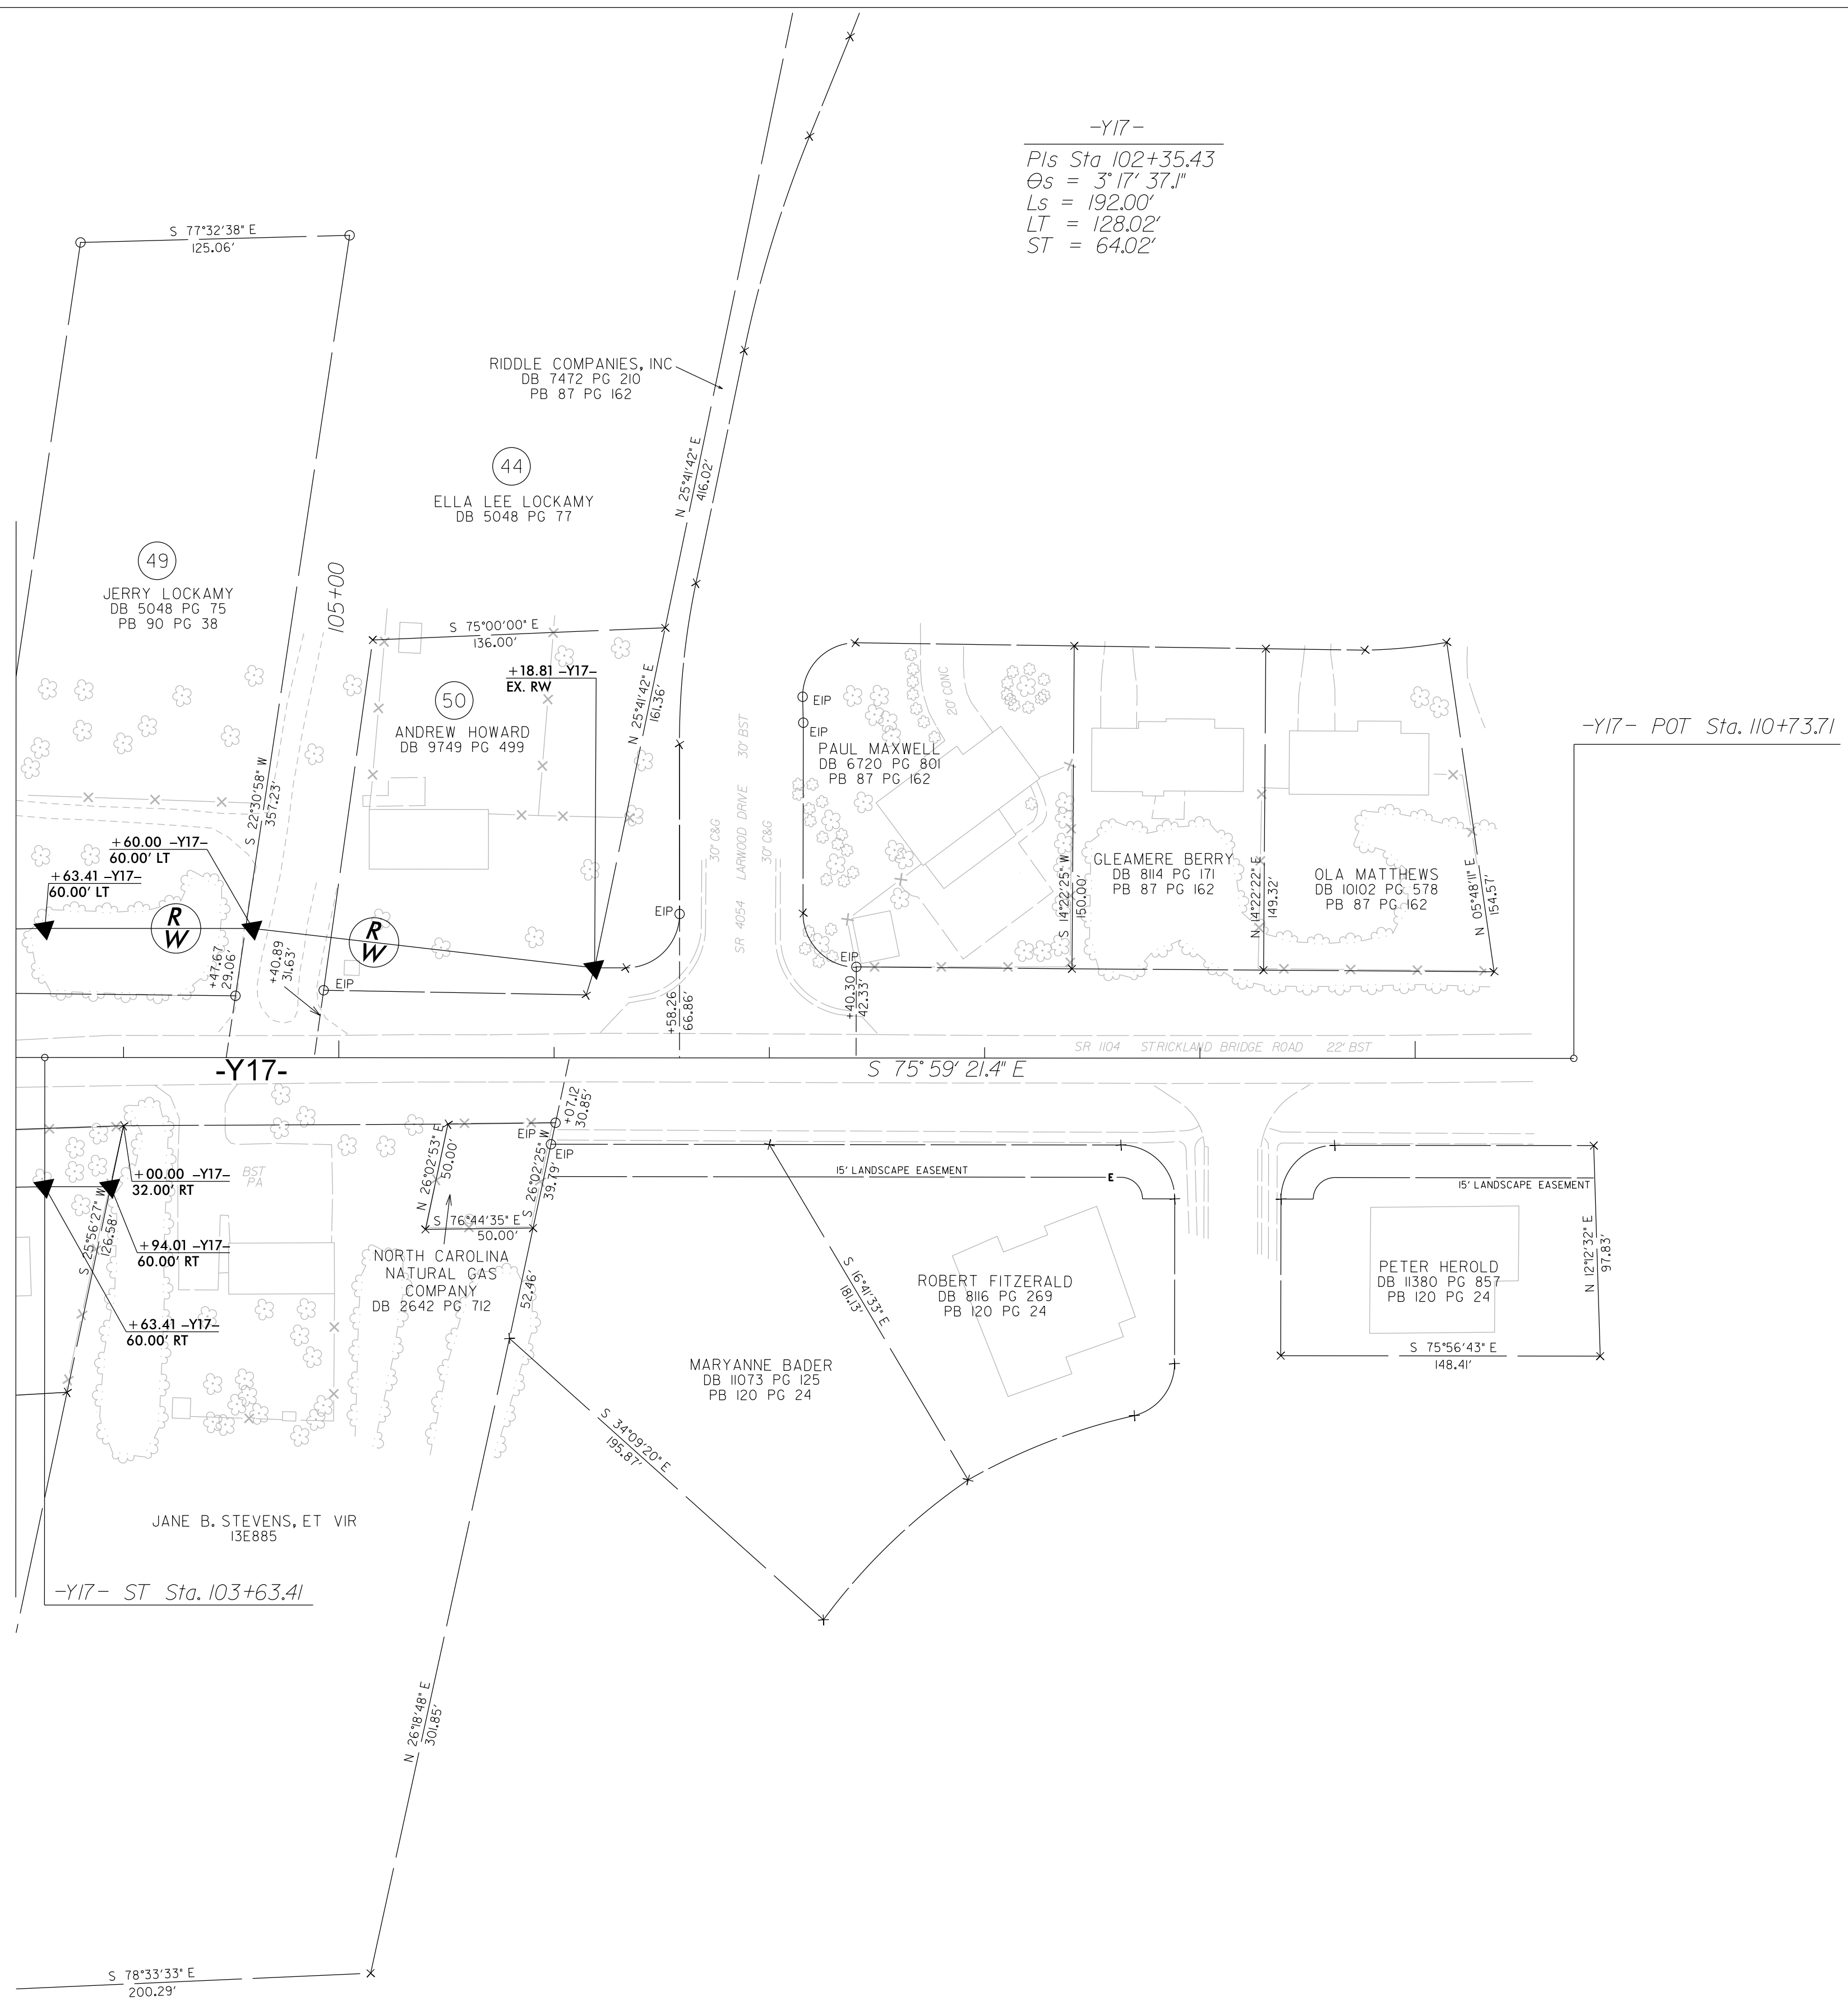 -Y17-
PIs Sta 102+35.43
Өs = 3° 17' 37.1"
Ls = 192.00'
LT = 128.02'
ST = 64.02'
S 77°32'38" E
125.06'
RIDDLE COMPANIES, INC
DB 7472 PG 210
PB 87 PG 162
N 25°41'42" E
416.02'
44
ELLA LEE LOCKAMY
DB 5048 PG 77
49
JERRY LOCKAMY
DB 5048 PG 75
PB 90 PG 38
105+00
S 75°00'00" E
136.00'
+18.81 -Y17-
EX. RW
N 25°41'42" E
161.36'
50
ANDREW HOWARD
DB 9749 PG 499
S 22°30'58" W
357.23'
+60.00 -Y17-
60.00' LT
+63.41 -Y17-
60.00' LT
R
W
R
W
+47.67
29.06'
+40.89
31.63'
EIP
EIP
30' C&G
SR 4054 LARWOOD DRIVE 30' BST
30' C&G
+58.26
66.86'
EIP
EIP
20' CONC
PAUL MAXWELL
DB 6720 PG 801
PB 87 PG 162
EIP
+40.30
42.33'
S 14°22'25" W
150.00'
GLEAMERE BERRY
DB 8114 PG 171
PB 87 PG 162
N 14°22'22" E
149.32'
OLA MATTHEWS
DB 10102 PG 578
PB 87 PG 162
N 05°48'11" E
154.57'
-Y17- POT Sta. 110+73.71
SR 1104 STRICKLAND BRIDGE ROAD 22' BST
-Y17-
S 75° 59' 21.4" E
+07.12
30.85'
EIP
EIP
N 26°02'53" E
50.00'
S 26°02'25" W
39.79'
S 76°44'35" E
50.00'
BST
PA
+00.00 -Y17-
32.00' RT
S 25°56'27" W
126.58'
+94.01 -Y17-
60.00' RT
+63.41 -Y17-
60.00' RT
NORTH CAROLINA
NATURAL GAS
COMPANY
DB 2642 PG 712
52.46'
15' LANDSCAPE EASEMENT
E
S 16°41'33" E
181.13'
ROBERT FITZERALD
DB 8116 PG 269
PB 120 PG 24
15' LANDSCAPE EASEMENT
PETER HEROLD
DB 11380 PG 857
PB 120 PG 24
N 12°12'32" E
97.83'
S 75°56'43" E
148.41'
MARYANNE BADER
DB 11073 PG 125
PB 120 PG 24
S 34°09'20" E
195.87'
JANE B. STEVENS, ET VIR
13E885
-Y17- ST Sta. 103+63.41
N 26°18'48" E
301.85'
S 78°33'33" E
200.29'